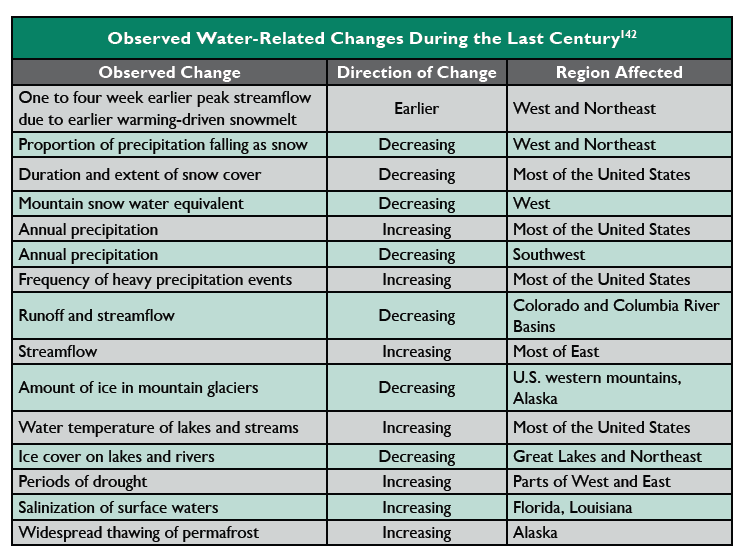 Observed Water-Related Changes During the Last Century142
Observed Change Direction of Change Region Affected
One to four week earlier peak streamflow
due to earlier warming-driven snowmelt Earlier West and Northeast
Proportion of precipitation falling as snow Decreasing West and Northeast
Duration and extent of snow cover Decreasing Most of the United States
Mountain snow water equivalent Decreasing West
Annual precipitation Increasing Most of the United States
Annual precipitation Decreasing Southwest
Frequency of heavy precipitation events Increasing Most of the United States
Runoff and streamflow Decreasing Colorado and Columbia River
Basins
Streamflow Increasing Most of East
Amount of ice in mountain glaciers Decreasing U.S. western mountains,
Alaska
Water temperature of lakes and streams Increasing Most of the United States
Ice cover on lakes and rivers Decreasing Great Lakes and Northeast
Periods of drought Increasing Parts of West and East
Salinization of surface waters Increasing Florida, Louisiana
Widespread thawing of permafrost Increasing Alaska